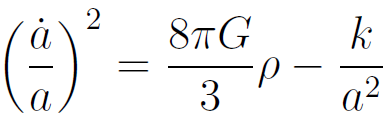 (ȧ/a)² = 8πG/3 ρ − k/a²